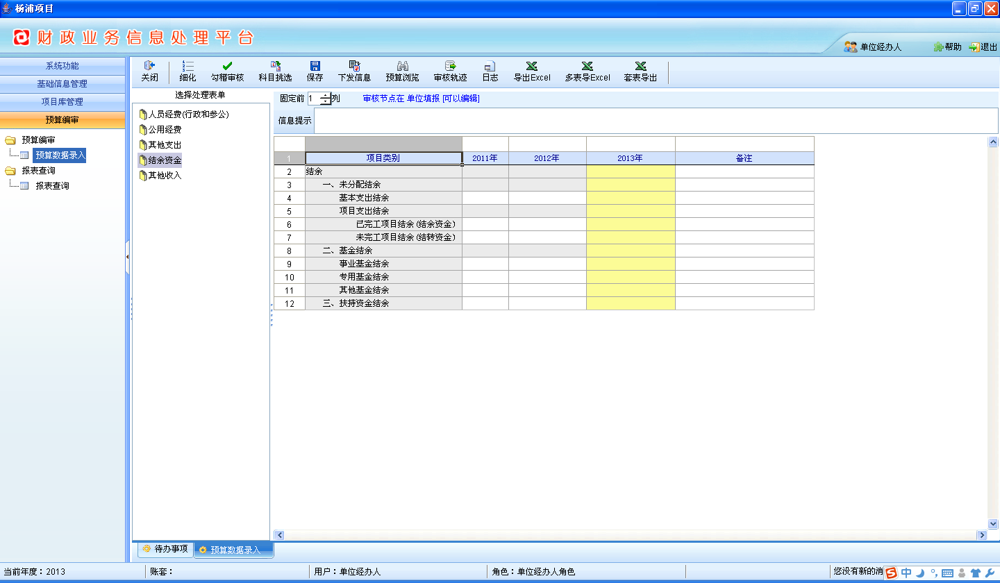 杨浦项目
财政业务信息处理平台
单位经办人 帮助 退出
系统功能
基础信息管理
项目库管理
预算编审
预算编审
预算数据录入
报表查询
报表查询
关闭 细化 勾稽审核 科目挑选 保存 下发信息 预算浏览 审核轨迹 日志 导出Excel 多表导Excel 套表导出
选择处理表单
人员经费(行政和参公)
公用经费
其他支出
结余资金
其他收入
固定前 1 列 审核节点在 单位填报 [可以编辑]
信息提示
1 项目类别 2011年 2012年 2013年 备注
2 结余
3 一、未分配结余
4 基本支出结余
5 项目支出结余
6 已完工项目结余(结余资金)
7 未完工项目结余(结转资金)
8 二、基金结余
9 事业基金结余
10 专用基金结余
11 其他基金结余
12 三、扶持资金结余
待办事项 预算数据录入
当前年度：2013 账套： 用户：单位经办人 角色：单位经办人角色 您没有新的消
中